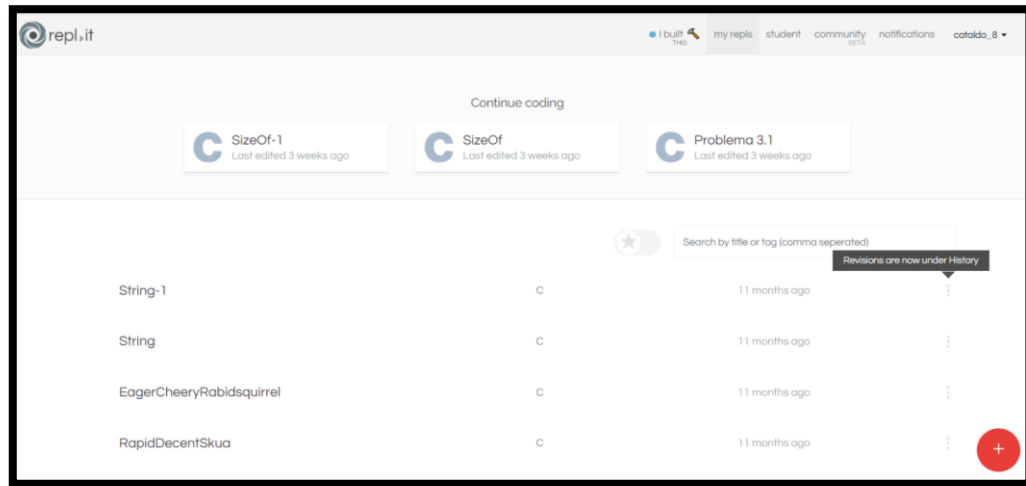 repl.it
I built THIS my repls student community BETA notifications cataldo_8
Continue coding
C SizeOf-1 Last edited 3 weeks ago
C SizeOf Last edited 3 weeks ago
C Problema 3.1 Last edited 3 weeks ago
Search by title or tag (comma seperated)
Revisions are now under History
String-1 C 11 months ago
String C 11 months ago
EagerCheeryRabidsquirrel C 11 months ago
RapidDecentSkua C 11 months ago
+